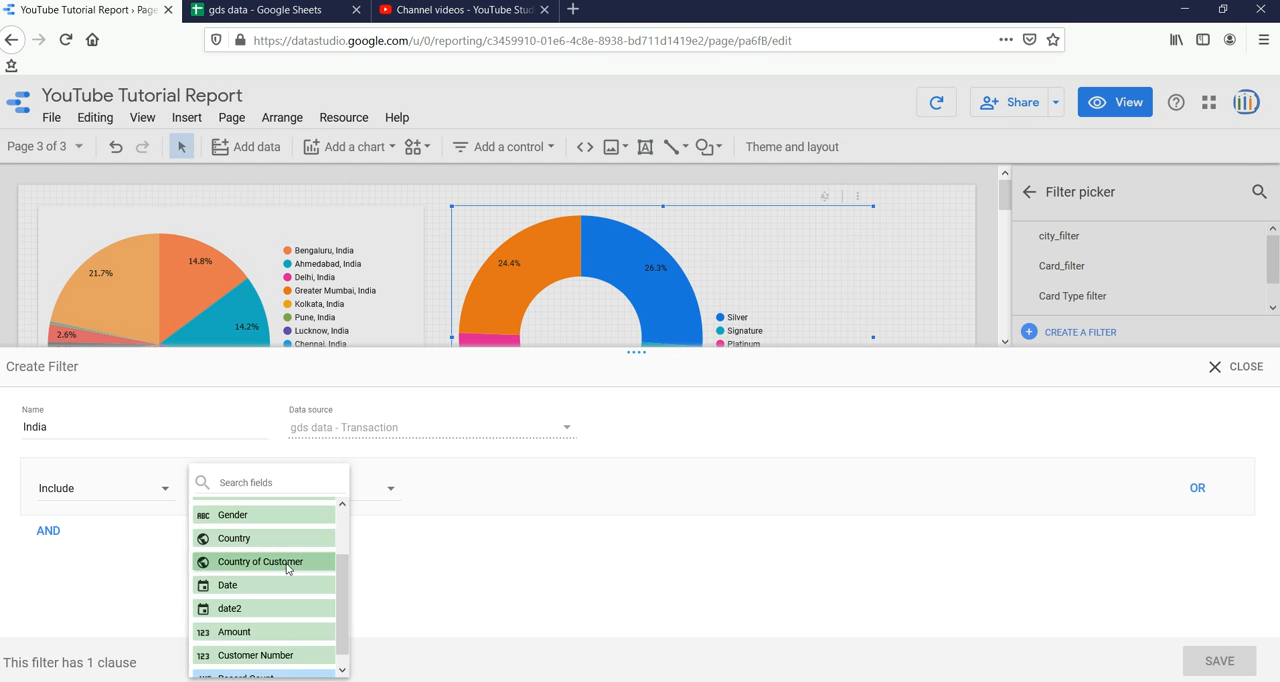 YouTube Tutorial Report › Page
gds data - Google Sheets
Channel videos - YouTube Stud
https://datastudio.google.com/u/0/reporting/c3459910-01e6-4c8e-8938-bd711d1419e2/page/pa6fB/edit
YouTube Tutorial Report
File Editing View Insert Page Arrange Resource Help
Share
View
Page 3 of 3
Add data
Add a chart
Add a control
Theme and layout
21.7%
14.8%
14.2%
2.6%
Bengaluru, India
Ahmedabad, India
Delhi, India
Greater Mumbai, India
Kolkata, India
Pune, India
Lucknow, India
Chennai, India
24.4%
26.3%
Silver
Signature
Platinum
Filter picker
city_filter
Card_filter
Card Type filter
CREATE A FILTER
Create Filter
CLOSE
Name
India
Data source
gds data - Transaction
Include
Search fields
OR
AND
ABC Gender
Country
Country of Customer
Date
date2
123 Amount
123 Customer Number
Record Count
This filter has 1 clause
SAVE